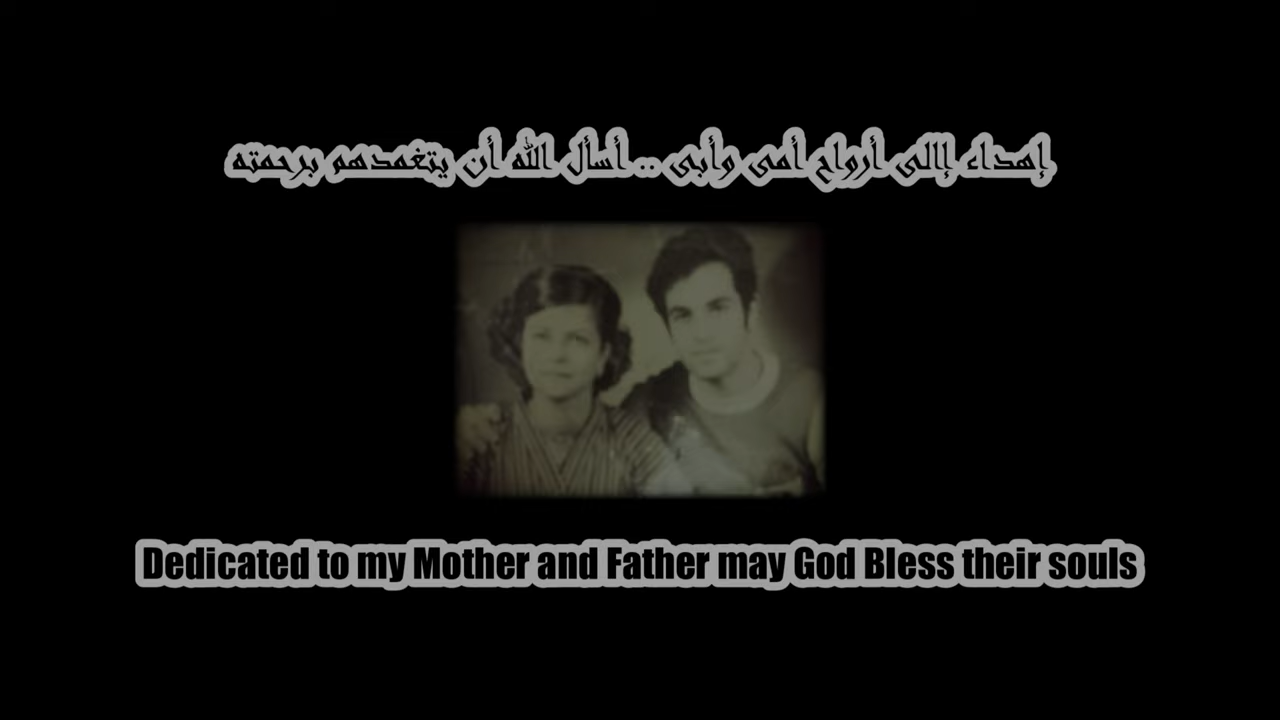 إهداء إالى أرواح أمى وأبى .. أسأل الله أن يتغمدهم برحمته
Dedicated to my Mother and Father may God Bless their souls